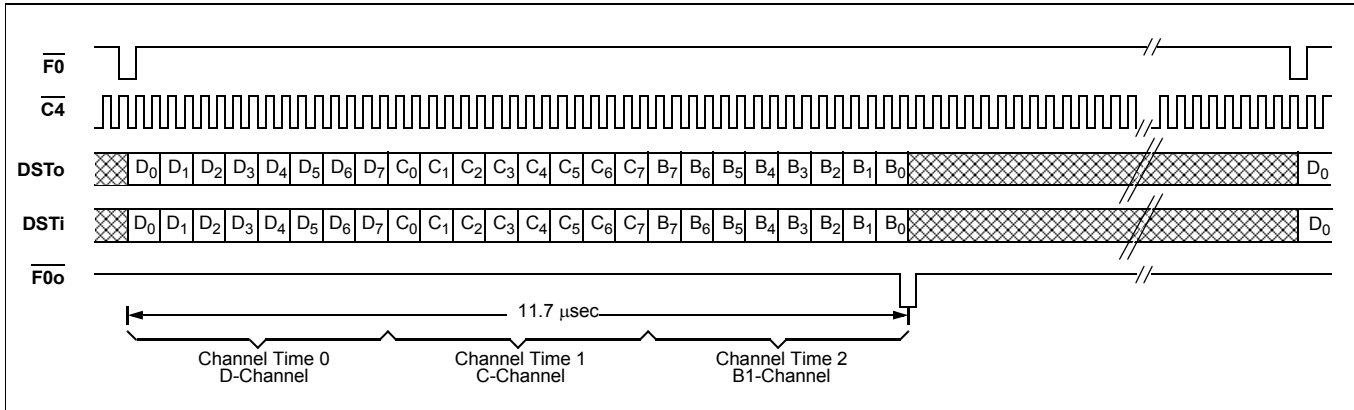 F0
C4
DSTo D0 D1 D2 D3 D4 D5 D6 D7 C0 C1 C2 C3 C4 C5 C6 C7 B7 B6 B5 B4 B3 B2 B1 B0 D0
DSTi D0 D1 D2 D3 D4 D5 D6 D7 C0 C1 C2 C3 C4 C5 C6 C7 B7 B6 B5 B4 B3 B2 B1 B0 D0
F0o
11.7 μsec
Channel Time 0 Channel Time 1 Channel Time 2
D-Channel C-Channel B1-Channel